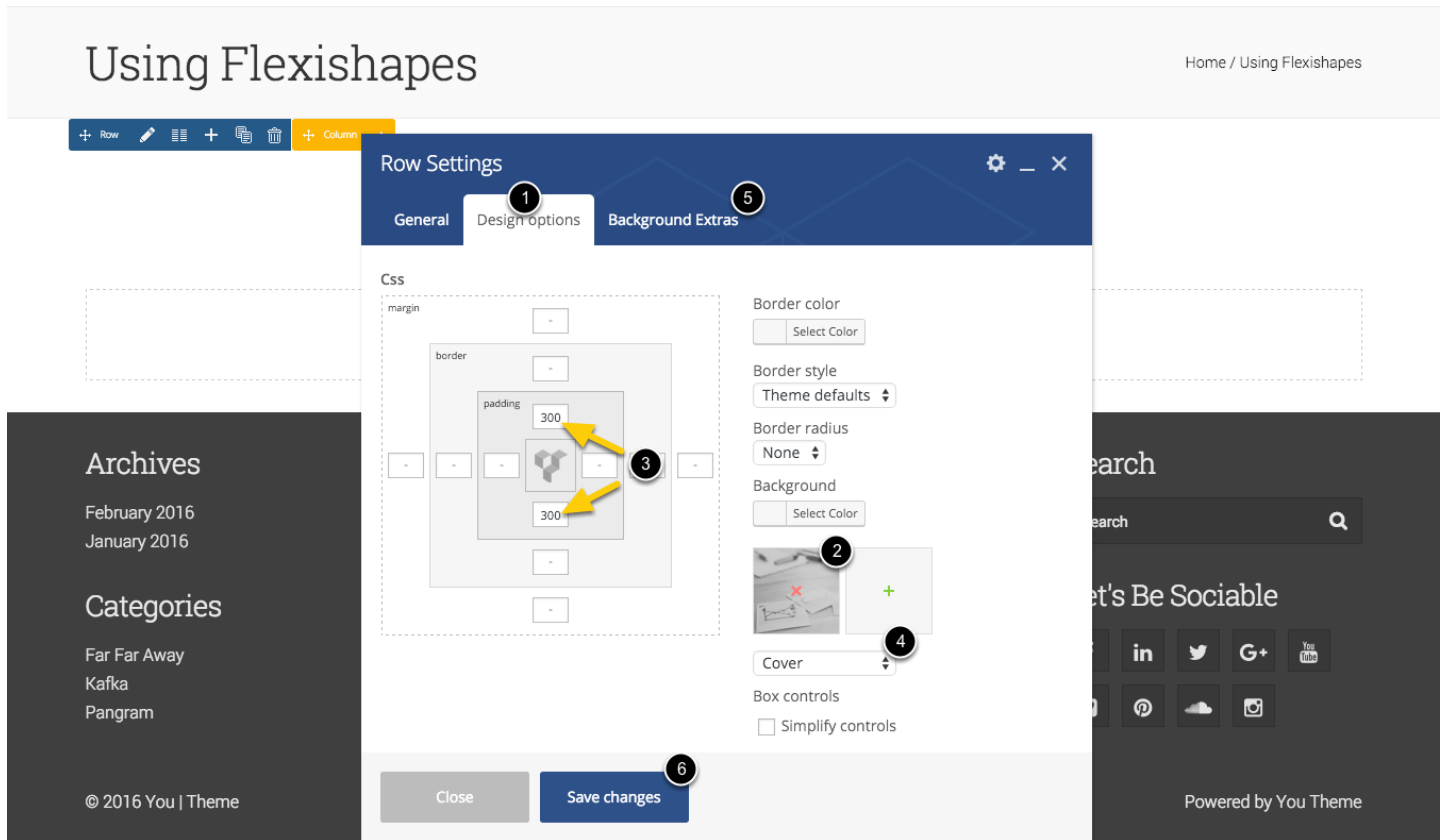 Using Flexishapes
Home / Using Flexishapes
Row
Column
Row Settings
1
5
General
Design options
Background Extras
Css
margin
-
border
-
padding
300
- - - - -
3
300
-
-
Border color
Select Color
Border style
Theme defaults
Border radius
None
Background
Select Color
2
4
Cover
Box controls
Simplify controls
6
Close
Save changes
Archives
February 2016
January 2016
Categories
Far Far Away
Kafka
Pangram
earch
earch
et's Be Sociable
in
G+
You
Tube
© 2016 You | Theme
Powered by You Theme